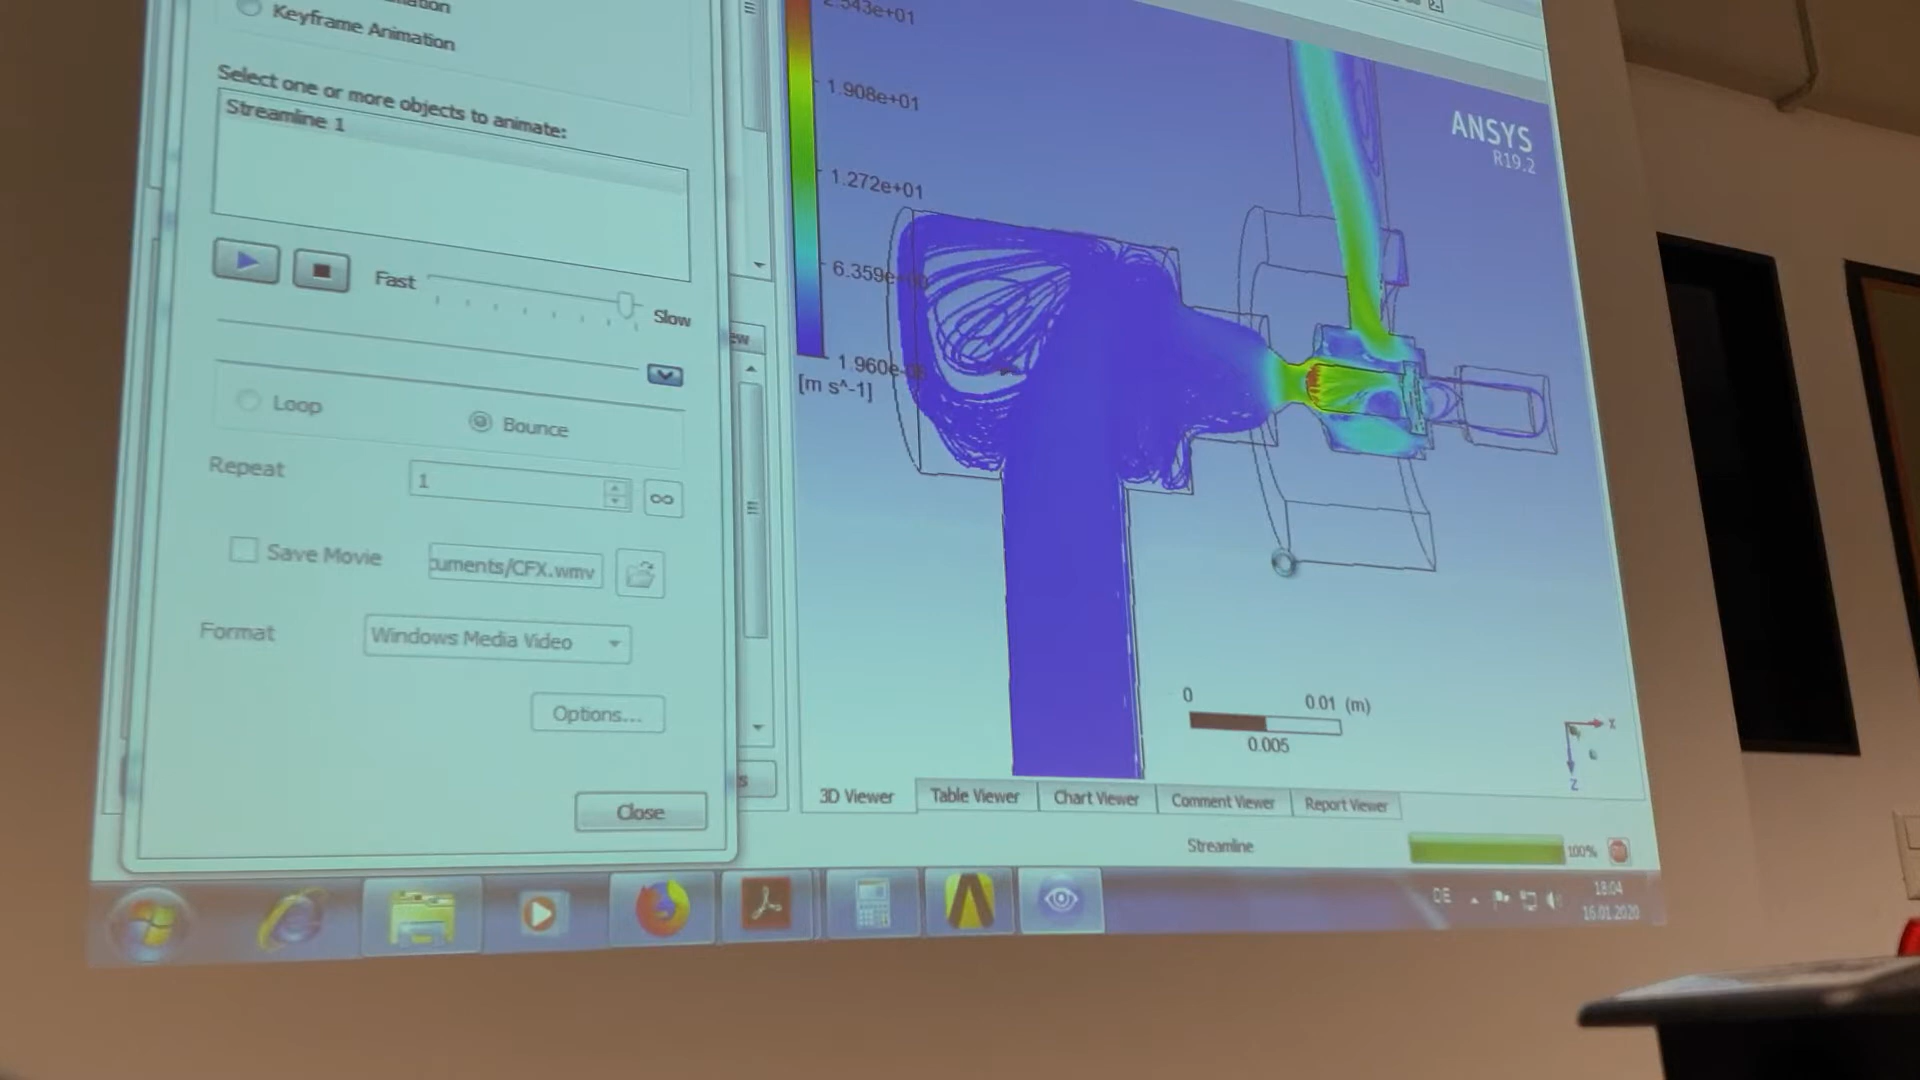 Keyframe Animation
Select one or more objects to animate:
Streamline 1
Fast
Slow
Loop
Bounce
Repeat
1
∞
Save Movie
cuments/CFX.wmv
Format
Windows Media Video
Options...
Close
2.543e+01
1.908e+01
1.272e+01
[m s^-1]
ANSYS
R19.2
0
0.01 (m)
0.005
X
Z
3D Viewer
Table Viewer
Chart Viewer
Comment Viewer
Report Viewer
Streamline
100%
DE
18:04
16.01.2020